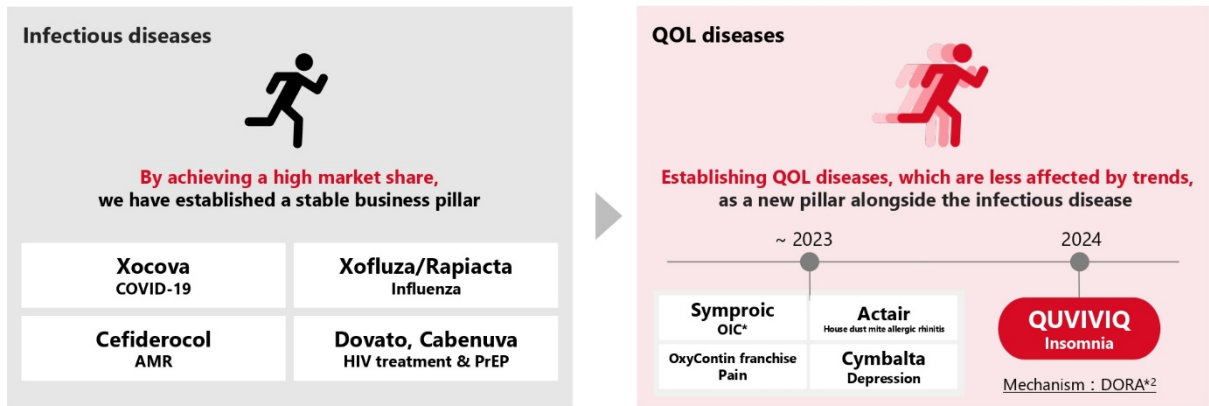 Infectious diseases
By achieving a high market share,
we have established a stable business pillar
Xocova
COVID-19
Xofluza/Rapiacta
Influenza
Cefiderocol
AMR
Dovato, Cabenuva
HIV treatment & PrEP
QOL diseases
Establishing QOL diseases, which are less affected by trends,
as a new pillar alongside the infectious disease
~ 2023
2024
Symproic
OIC*
Actair
House dust mite allergic rhinitis
OxyContin franchise
Pain
Cymbalta
Depression
QUVIVIQ
Insomnia
Mechanism : DORA*2